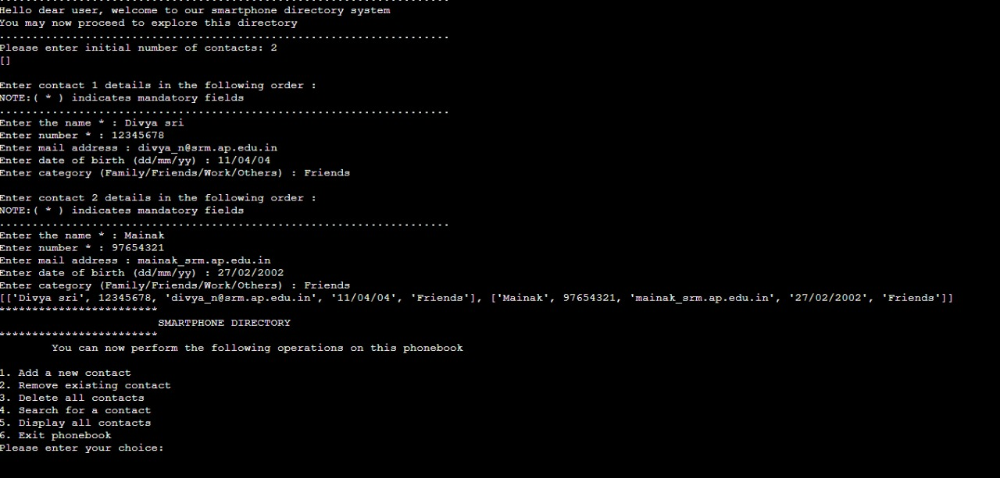 Hello dear user, welcome to our smartphone directory system
You may now proceed to explore this directory
....................................................................
Please enter initial number of contacts: 2
[]
Enter contact 1 details in the following order :
NOTE:( * ) indicates mandatory fields
....................................................................
Enter the name * : Divya sri
Enter number * : 12345678
Enter mail address : divya_n@srm.ap.edu.in
Enter date of birth (dd/mm/yy) : 11/04/04
Enter category (Family/Friends/Work/Others) : Friends
Enter contact 2 details in the following order :
NOTE:( * ) indicates mandatory fields
....................................................................
Enter the name * : Mainak
Enter number * : 97654321
Enter mail address : mainak_srm.ap.edu.in
Enter date of birth (dd/mm/yy) : 27/02/2002
Enter category (Family/Friends/Work/Others) : Friends
[['Divya sri', 12345678, 'divya_n@srm.ap.edu.in', '11/04/04', 'Friends'], ['Mainak', 97654321, 'mainak_srm.ap.edu.in', '27/02/2002', 'Friends']]
************************
SMARTPHONE DIRECTORY
************************
You can now perform the following operations on this phonebook
1. Add a new contact
2. Remove existing contact
3. Delete all contacts
4. Search for a contact
5. Display all contacts
6. Exit phonebook
Please enter your choice: